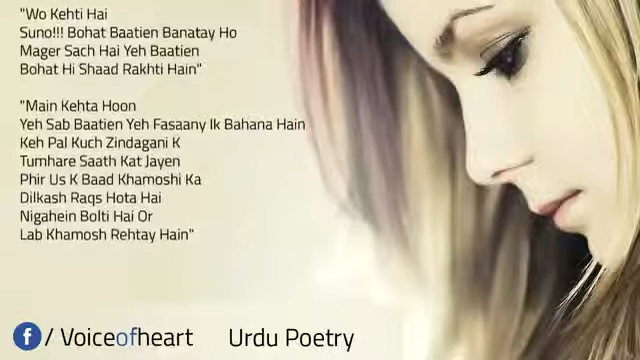 "Wo Kehti Hai
Suno!!! Bohat Baatien Banatay Ho
Mager Sach Hai Yeh Baatien
Bohat Hi Shaad Rakhti Hain"
"Main Kehta Hoon
Yeh Sab Baatien Yeh Fasaany Ik Bahana Hain
Keh Pal Kuch Zindagani K
Tumhare Saath Kat Jayen
Phir Us K Baad Khamoshi Ka
Dilkash Raqs Hota Hai
Nigahein Bolti Hai Or
Lab Khamosh Rehtay Hain"
f / Voiceofheart Urdu Poetry